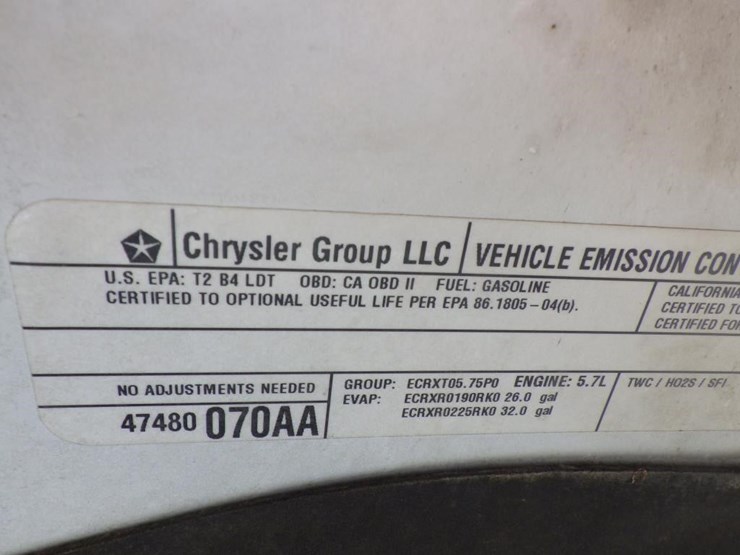 Chrysler Group LLC VEHICLE EMISSION CON
U.S. EPA: T2 B4 LDT OBD: CA OBD II FUEL: GASOLINE
CERTIFIED TO OPTIONAL USEFUL LIFE PER EPA 86.1805-04(b).
CALIFORNIA
CERTIFIED TO
CERTIFIED FOR
NO ADJUSTMENTS NEEDED
47480 070AA
GROUP: ECRXT05.75P0 ENGINE: 5.7L
EVAP: ECRXR0190RK0 26.0 gal
ECRXR0225RK0 32.0 gal
TWC / HO2S / SFI